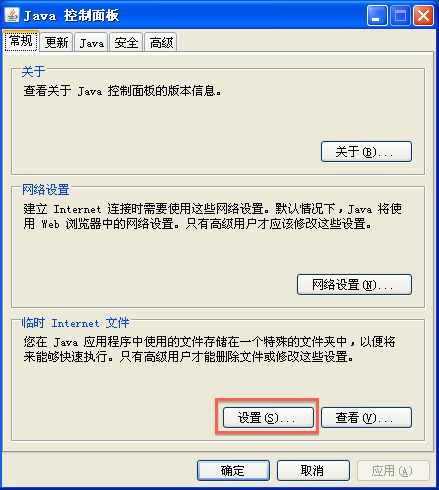 Java 控制面板
常规 更新 Java 安全 高级
关于
查看关于 Java 控制面板的版本信息。
关于(B)...
网络设置
建立 Internet 连接时需要使用这些网络设置。默认情况下，Java 将使
用 Web 浏览器中的网络设置。只有高级用户才应该修改这些设置。
网络设置(N)...
临时 Internet 文件
您在 Java 应用程序中使用的文件存储在一个特殊的文件夹中，以便将
来能够快速执行。只有高级用户才能删除文件或修改这些设置。
设置(S)... 查看(V)...
确定 取消 应用(A)